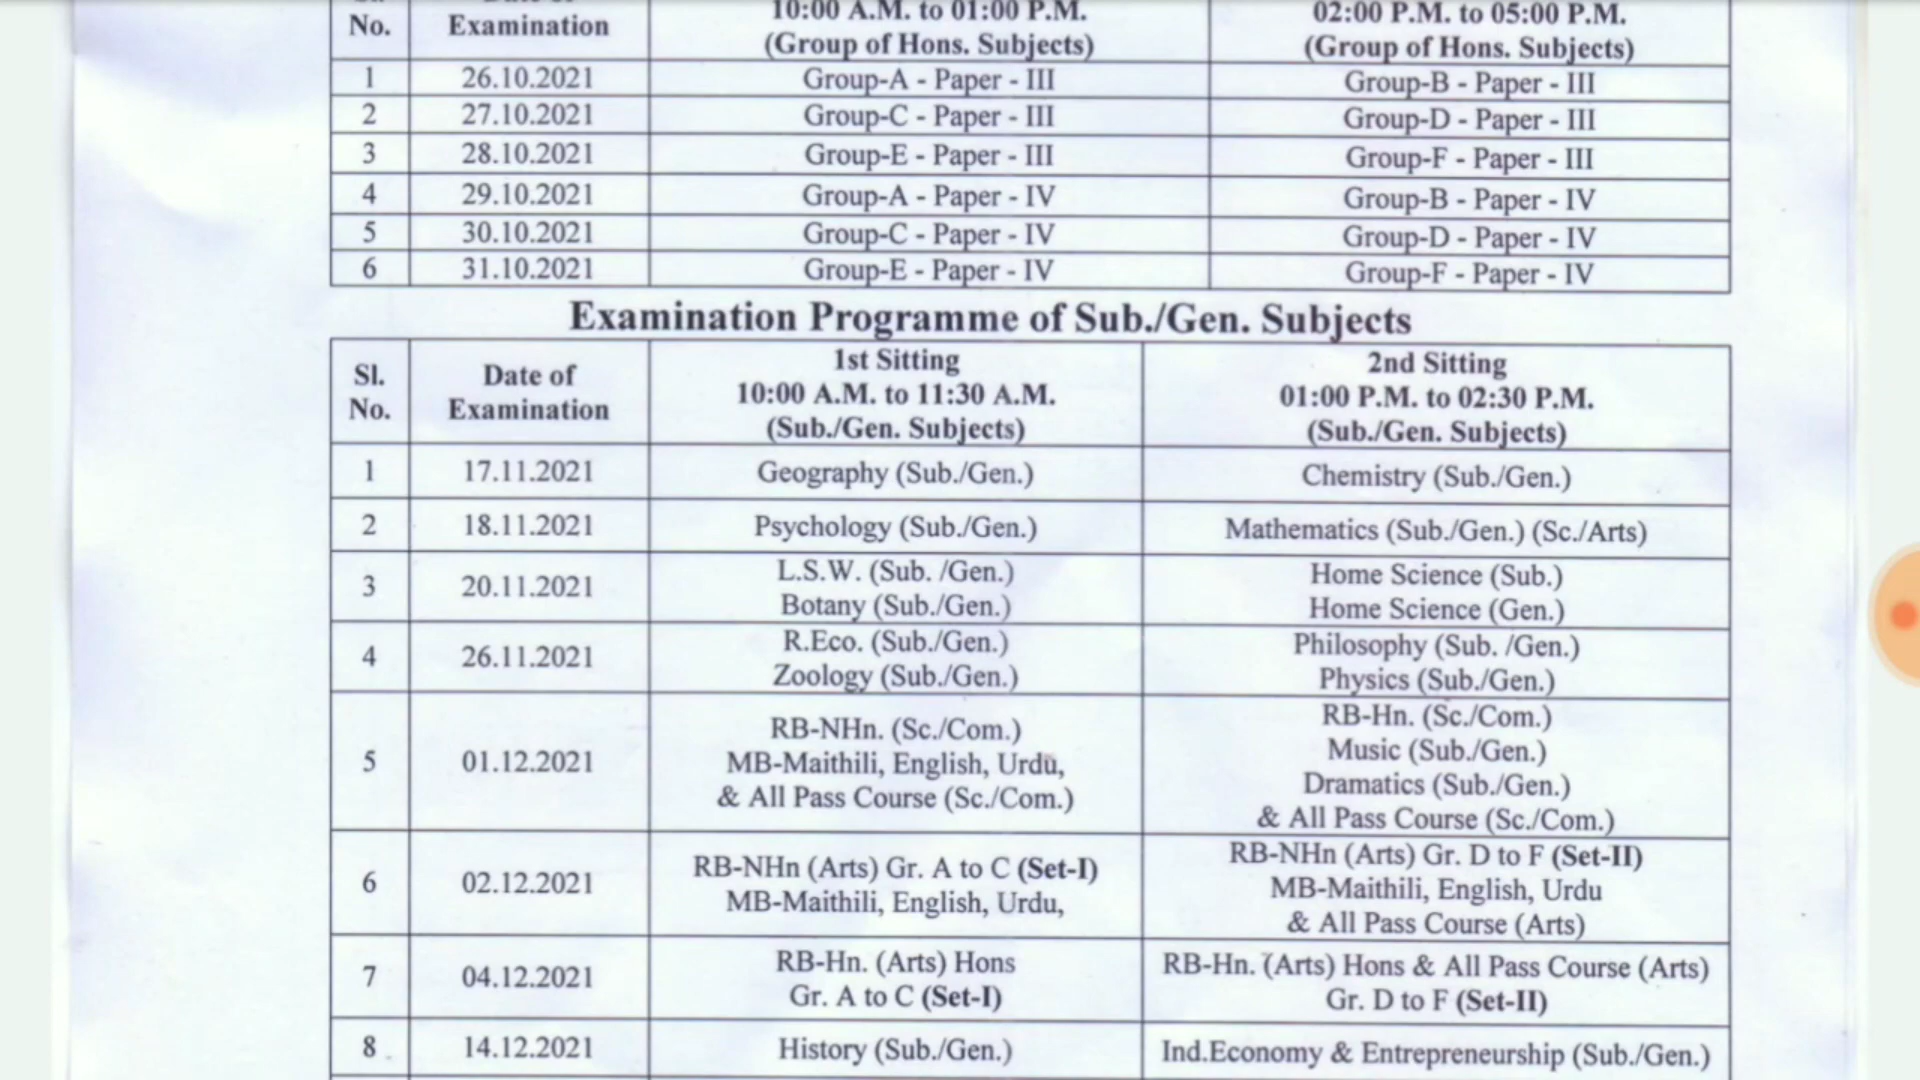 No.
Examination
10:00 A.M. to 01:00 P.M.
(Group of Hons. Subjects)
02:00 P.M. to 05:00 P.M.
(Group of Hons. Subjects)
1 26.10.2021 Group-A - Paper - III Group-B - Paper - III
2 27.10.2021 Group-C - Paper - III Group-D - Paper - III
3 28.10.2021 Group-E - Paper - III Group-F - Paper - III
4 29.10.2021 Group-A - Paper - IV Group-B - Paper - IV
5 30.10.2021 Group-C - Paper - IV Group-D - Paper - IV
6 31.10.2021 Group-E - Paper - IV Group-F - Paper - IV
Examination Programme of Sub./Gen. Subjects
Sl.
No.
Date of
Examination
1st Sitting
10:00 A.M. to 11:30 A.M.
(Sub./Gen. Subjects)
2nd Sitting
01:00 P.M. to 02:30 P.M.
(Sub./Gen. Subjects)
1 17.11.2021 Geography (Sub./Gen.) Chemistry (Sub./Gen.)
2 18.11.2021 Psychology (Sub./Gen.) Mathematics (Sub./Gen.) (Sc./Arts)
3 20.11.2021
L.S.W. (Sub. /Gen.)
Botany (Sub./Gen.)
Home Science (Sub.)
Home Science (Gen.)
4 26.11.2021
R.Eco. (Sub./Gen.)
Zoology (Sub./Gen.)
Philosophy (Sub. /Gen.)
Physics (Sub./Gen.)
5 01.12.2021
RB-NHn. (Sc./Com.)
MB-Maithili, English, Urdu,
& All Pass Course (Sc./Com.)
RB-Hn. (Sc./Com.)
Music (Sub./Gen.)
Dramatics (Sub./Gen.)
& All Pass Course (Sc./Com.)
6 02.12.2021
RB-NHn (Arts) Gr. A to C (Set-I)
MB-Maithili, English, Urdu,
RB-NHn (Arts) Gr. D to F (Set-II)
MB-Maithili, English, Urdu
& All Pass Course (Arts)
7 04.12.2021
RB-Hn. (Arts) Hons
Gr. A to C (Set-I)
RB-Hn. (Arts) Hons & All Pass Course (Arts)
Gr. D to F (Set-II)
8 14.12.2021 History (Sub./Gen.) Ind.Economy & Entrepreneurship (Sub./Gen.)